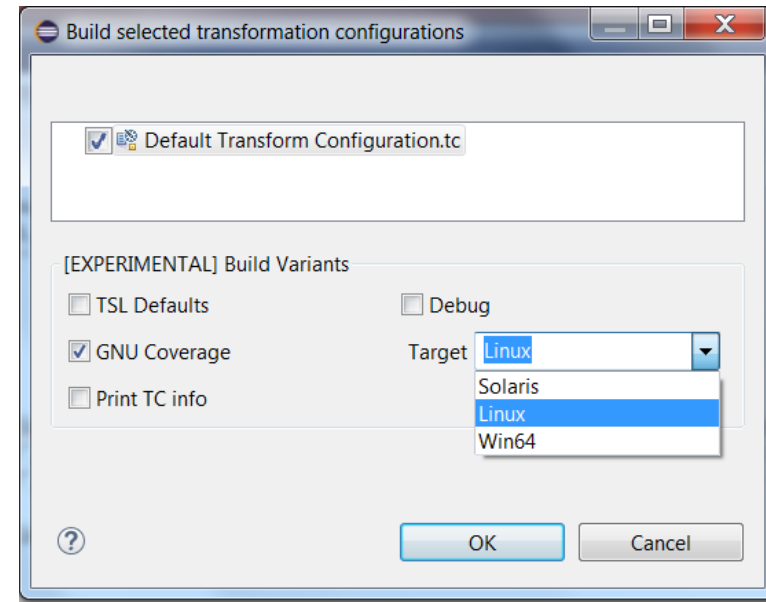 Build selected transformation configurations
Default Transform Configuration.tc
[EXPERIMENTAL] Build Variants
TSL Defaults
Debug
GNU Coverage
Target Linux
Solaris
Print TC info
Linux
Win64
OK
Cancel